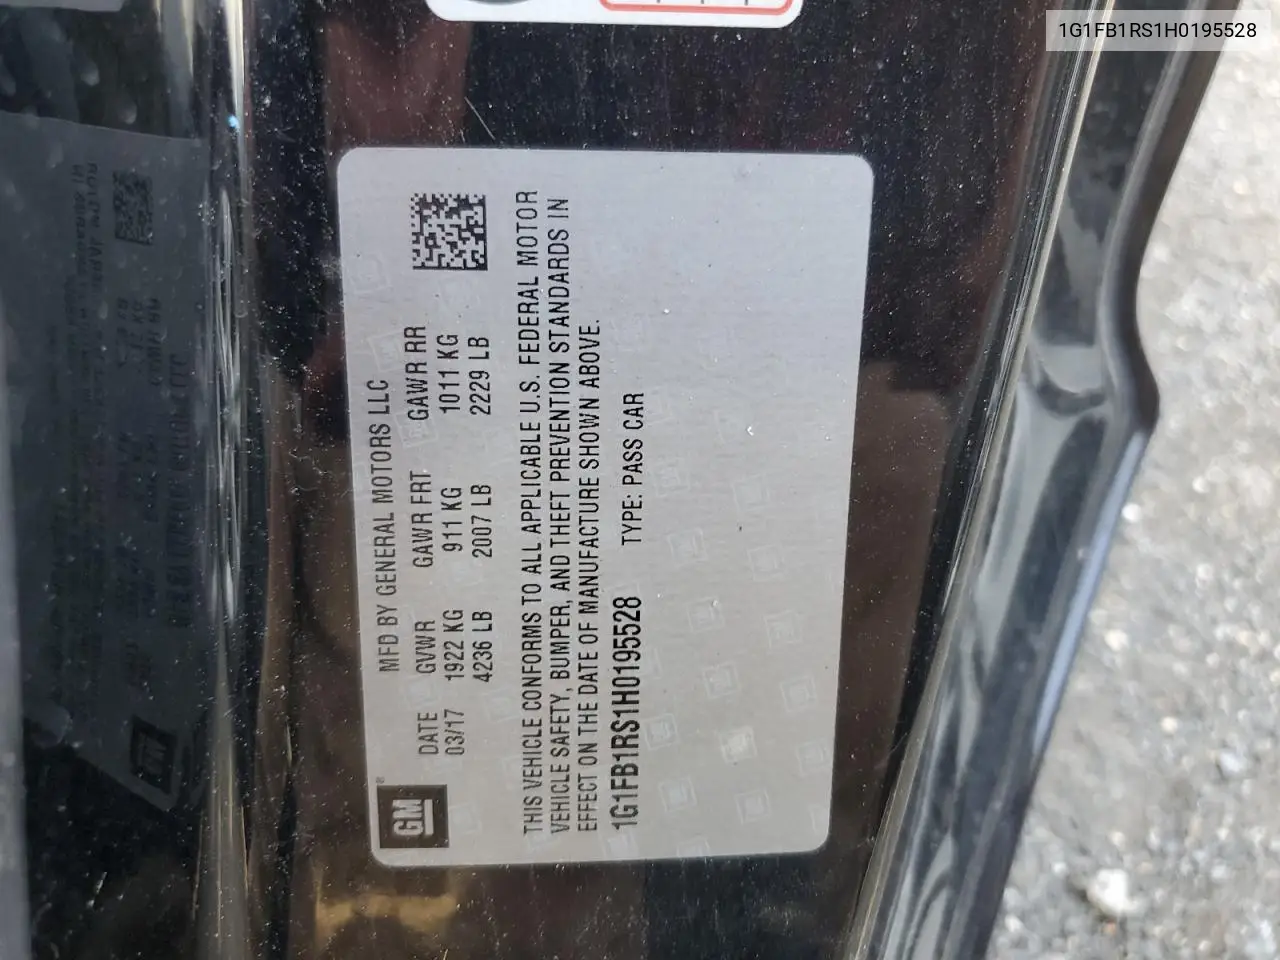 1G1FB1RS1H0195528
GM
MFD BY GENERAL MOTORS LLC
DATE GVWR GAWR FRT GAWR RR
03/17 1922 KG 911 KG 1011 KG
4236 LB 2007 LB 2229 LB
THIS VEHICLE CONFORMS TO ALL APPLICABLE U.S. FEDERAL MOTOR
VEHICLE SAFETY, BUMPER, AND THEFT PREVENTION STANDARDS IN
EFFECT ON THE DATE OF MANUFACTURE SHOWN ABOVE.
1G1FB1RS1H0195528 TYPE: PASS CAR